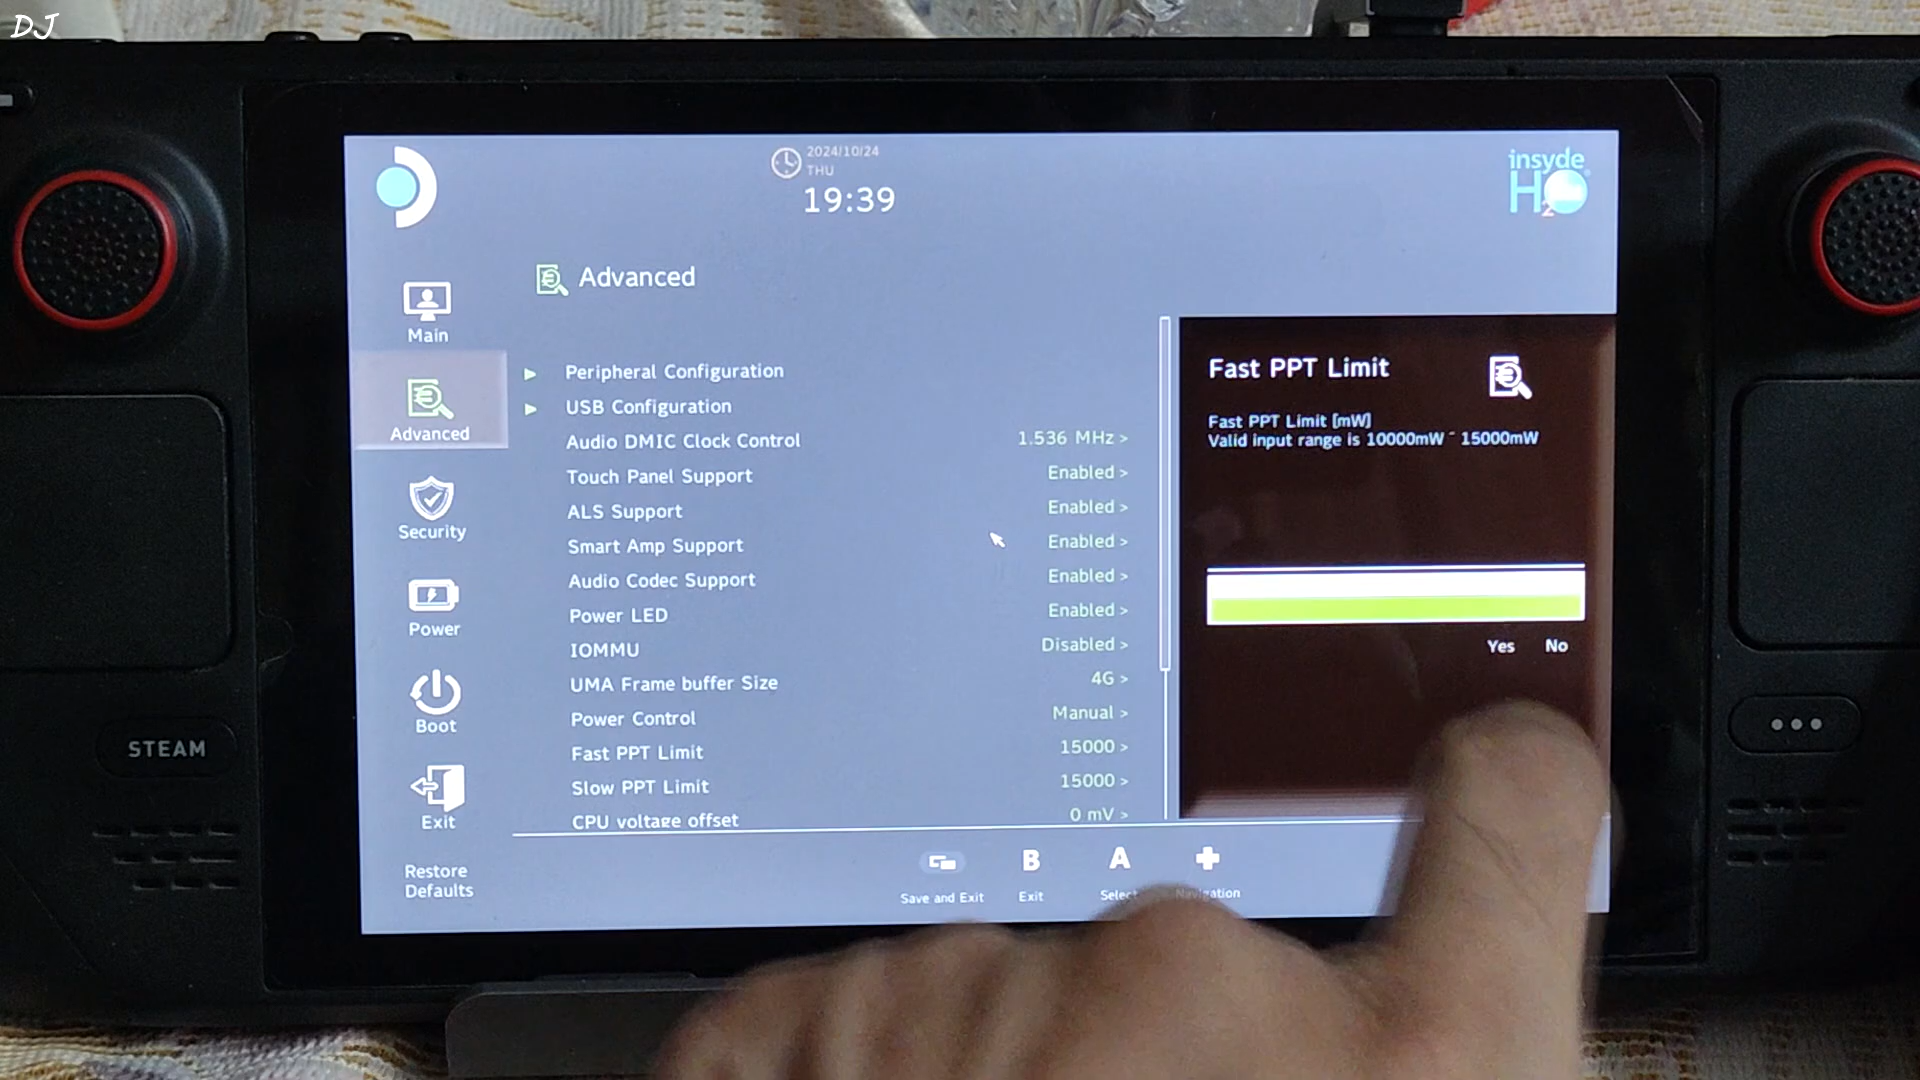 DJ
2024/10/24
THU
19:39
insyde
H2O
Advanced
Main
Advanced
Security
Power
Boot
Exit
Restore
Defaults
Peripheral Configuration
USB Configuration
Audio DMIC Clock Control 1.536 MHz >
Touch Panel Support Enabled >
ALS Support Enabled >
Smart Amp Support Enabled >
Audio Codec Support Enabled >
Power LED Enabled >
IOMMU Disabled >
UMA Frame buffer Size 4G >
Power Control Manual >
Fast PPT Limit 15000 >
Slow PPT Limit 15000 >
CPU voltage offset 0 mV >
Fast PPT Limit
Fast PPT Limit [mW]
Valid input range is 10000mW ~ 15000mW
Yes No
B A
Save and Exit Exit Select Navigation
STEAM